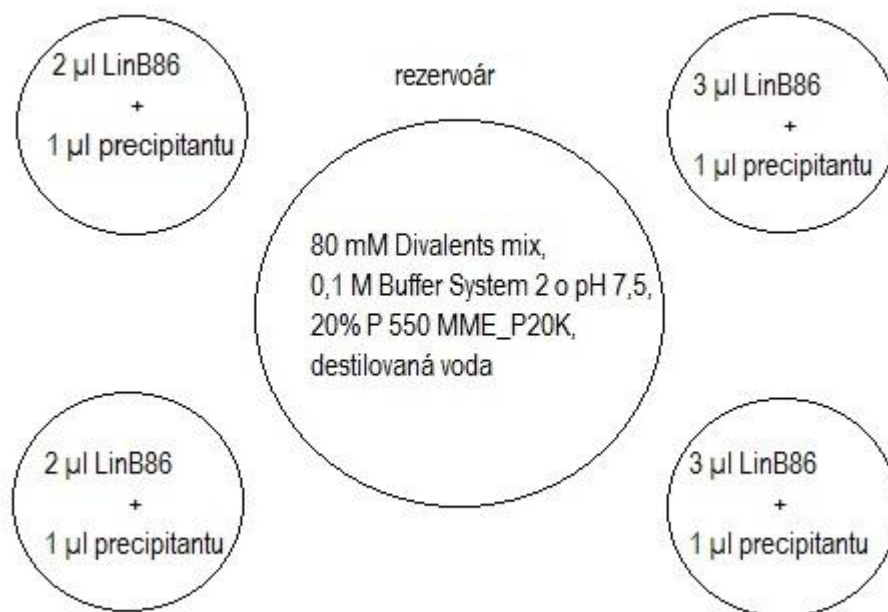 2 µl LinB86
+
1 µl precipitantu
rezervoár
3 µl LinB86
+
1 µl precipitantu
80 mM Divalents mix,
0,1 M Buffer System 2 o pH 7,5,
20% P 550 MME_P20K,
destilovaná voda
2 µl LinB86
+
1 µl precipitantu
3 µl LinB86
+
1 µl precipitantu